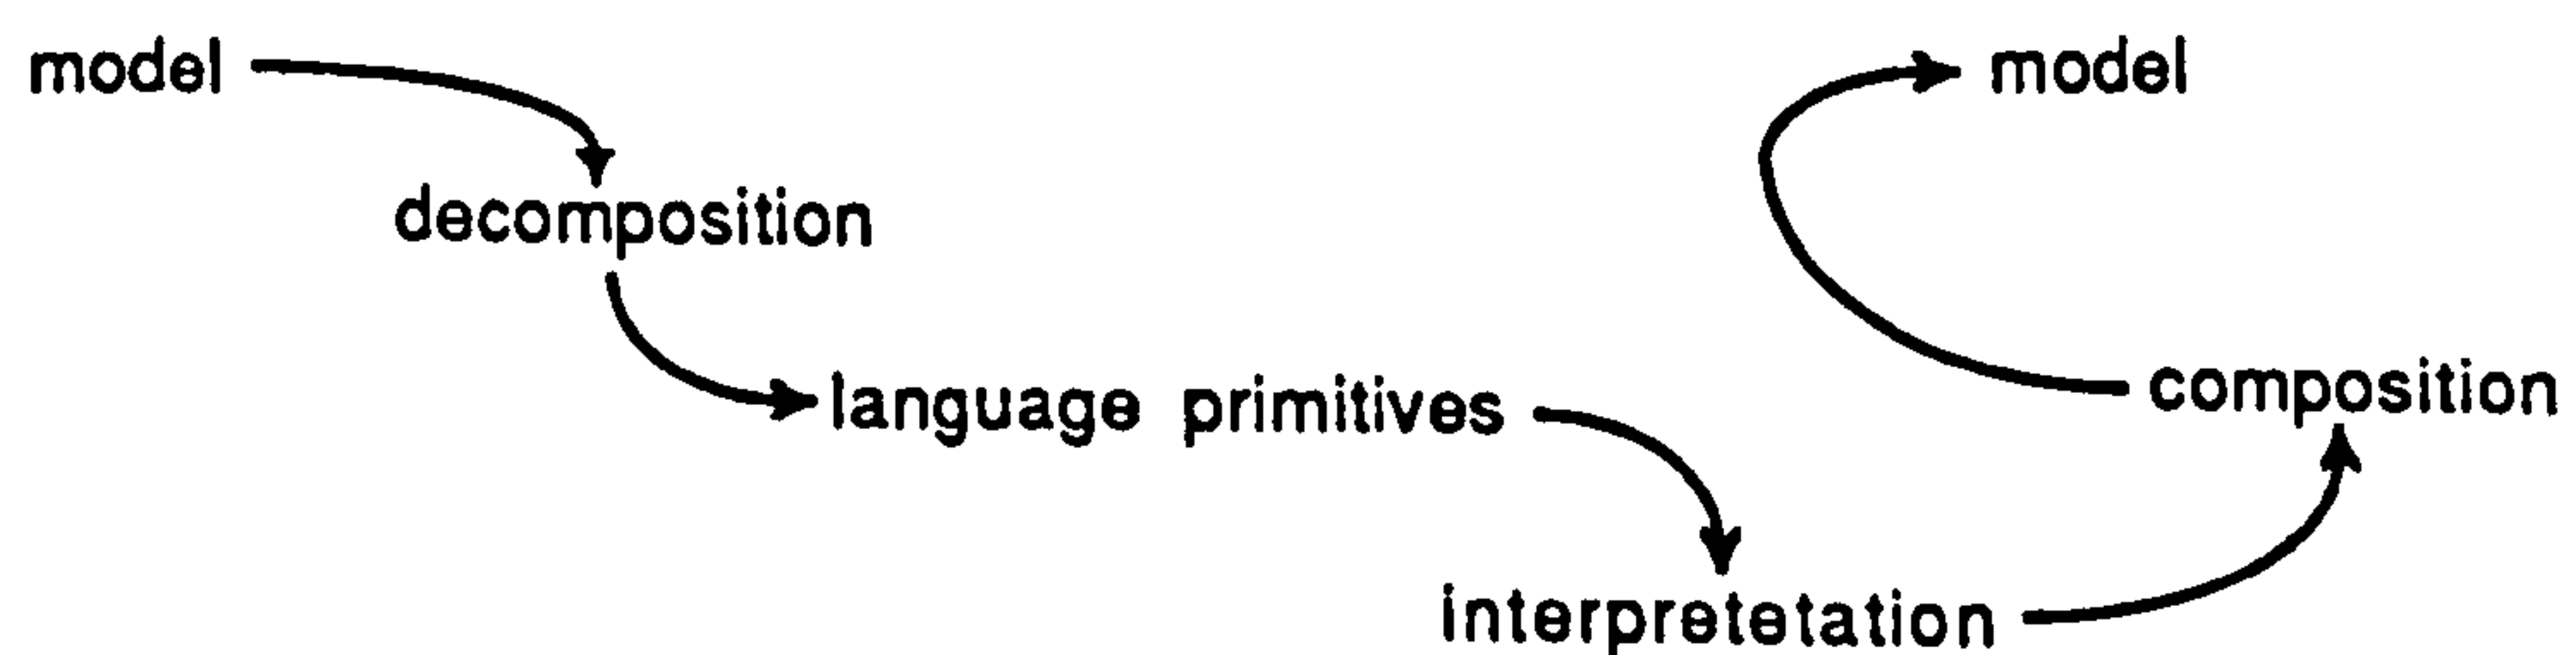 model
model
decomposition
language primitives
composition
interpretetation